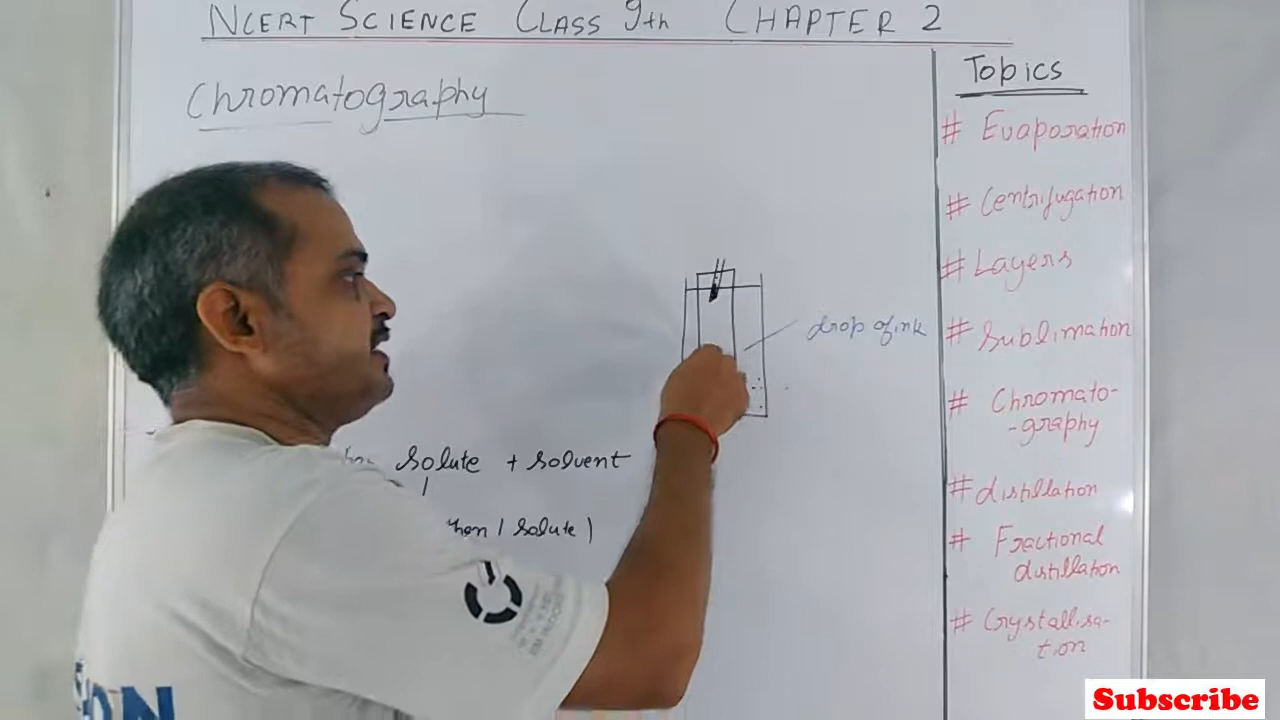 NCERT SCIENCE CLASS 9th CHAPTER 2
Chromatography
drop of ink
solute + solvent
solute)
Topics
# Evaporation
# Centrifugation
# Layers
# Sublimation
# Chromato-
-graphy
# distillation
# Fractional
distillation
# Crystallisa-
tion
Subscribe